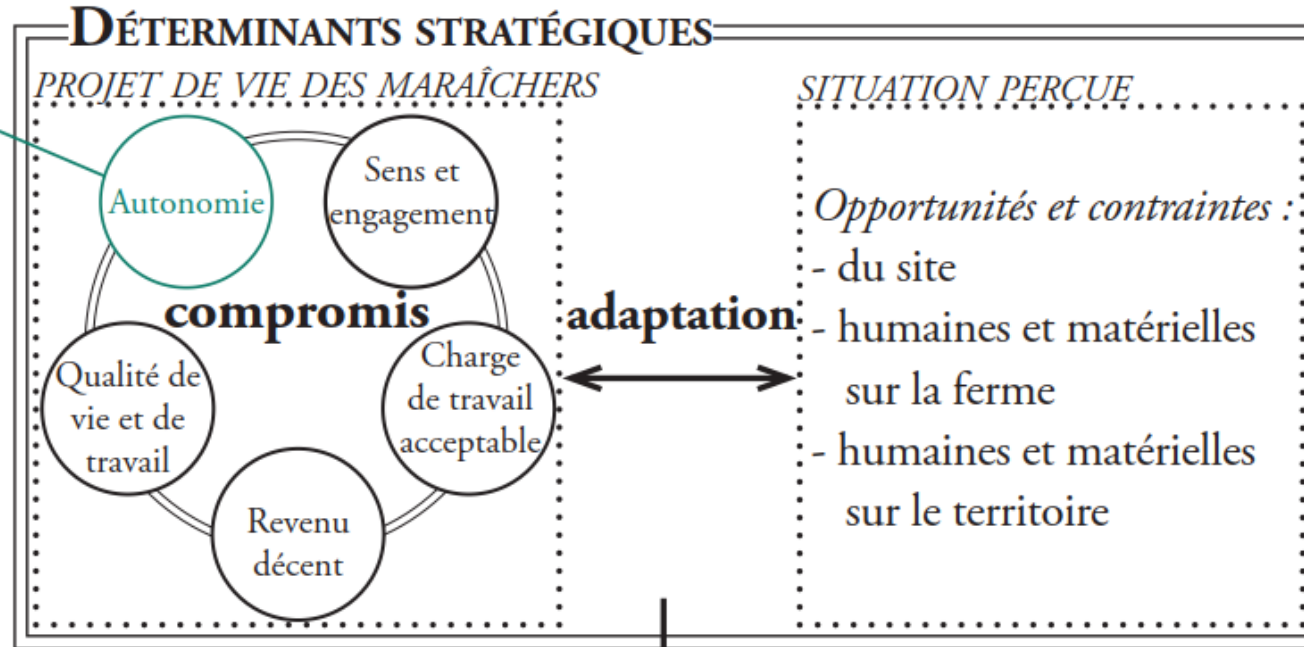 DÉTERMINANTS STRATÉGIQUES
PROJET DE VIE DES MARAÎCHERS
Autonomie
Sens et
engagement
compromis
Qualité de
vie et de
travail
Charge
de travail
acceptable
Revenu
décent
adaptation
SITUATION PERÇUE
Opportunités et contraintes :
- du site
- humaines et matérielles
sur la ferme
- humaines et matérielles
sur le territoire